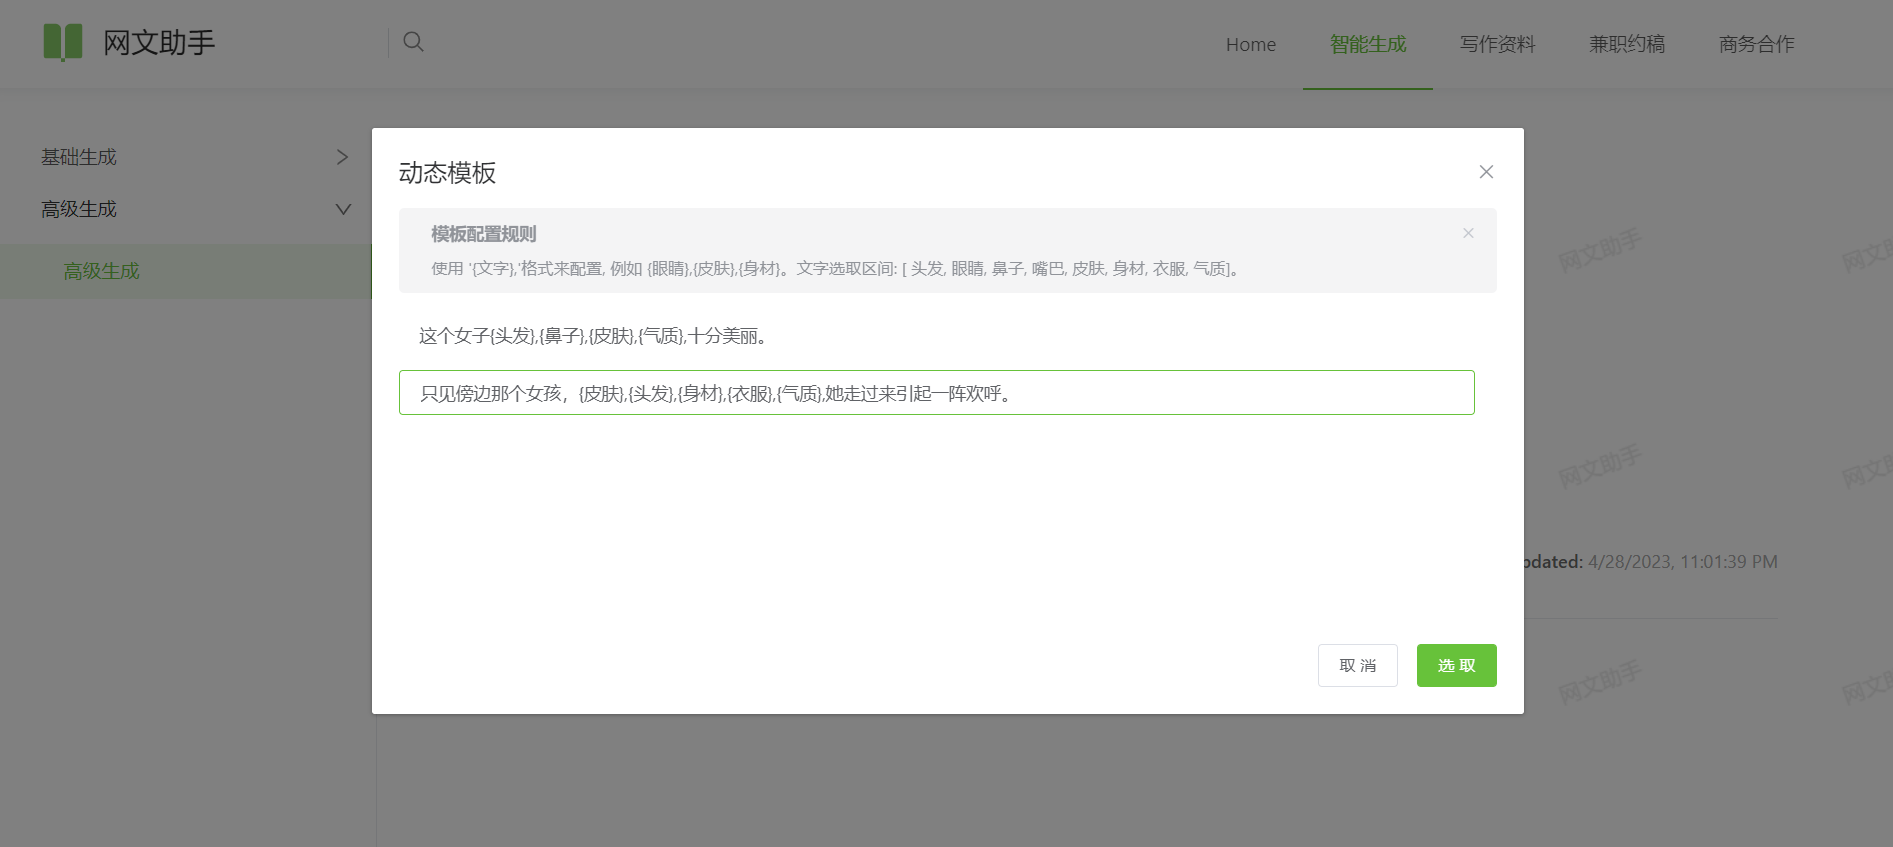 网文助手
Home
智能生成
写作资料
兼职约稿
商务合作
基础生成
高级生成
高级生成
动态模板
模板配置规则
使用 '{文字},'格式来配置, 例如 {眼睛},{皮肤},{身材}。文字选取区间: [ 头发, 眼睛, 鼻子, 嘴巴, 皮肤, 身材, 衣服, 气质]。
这个女子{头发},{鼻子},{皮肤},{气质},十分美丽。
只见傍边那个女孩，{皮肤},{头发},{身材},{衣服},{气质},她走过来引起一阵欢呼。
网文助手
网文
网文助手
网文助
pdated: 4/28/2023, 11:01:39 PM
取 消
选 取
网文助手
网文